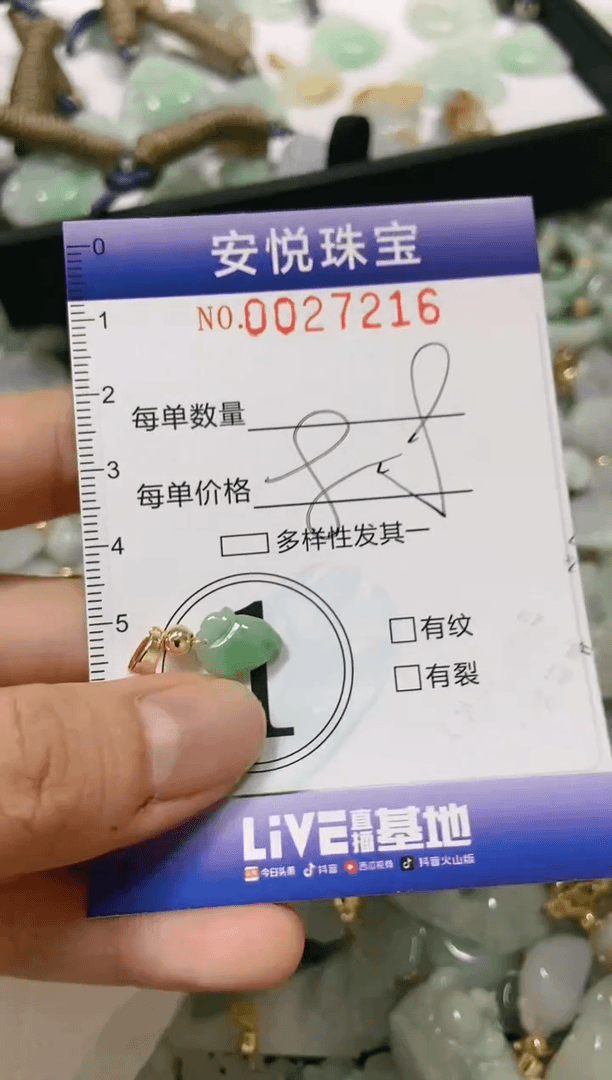 安悦珠宝
0
NO.0027216
1
2
每单数量
3
每单价格
4
多样性发其一
5
1
有纹
有裂
LiVE直播基地
今日头条 抖音 西瓜视频 抖音火山版